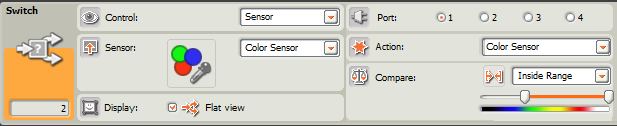 Switch
Control: Sensor
Port: 1 2 3 4
Sensor: Color Sensor
Action: Color Sensor
Compare: Inside Range
?
2
Display: Flat view